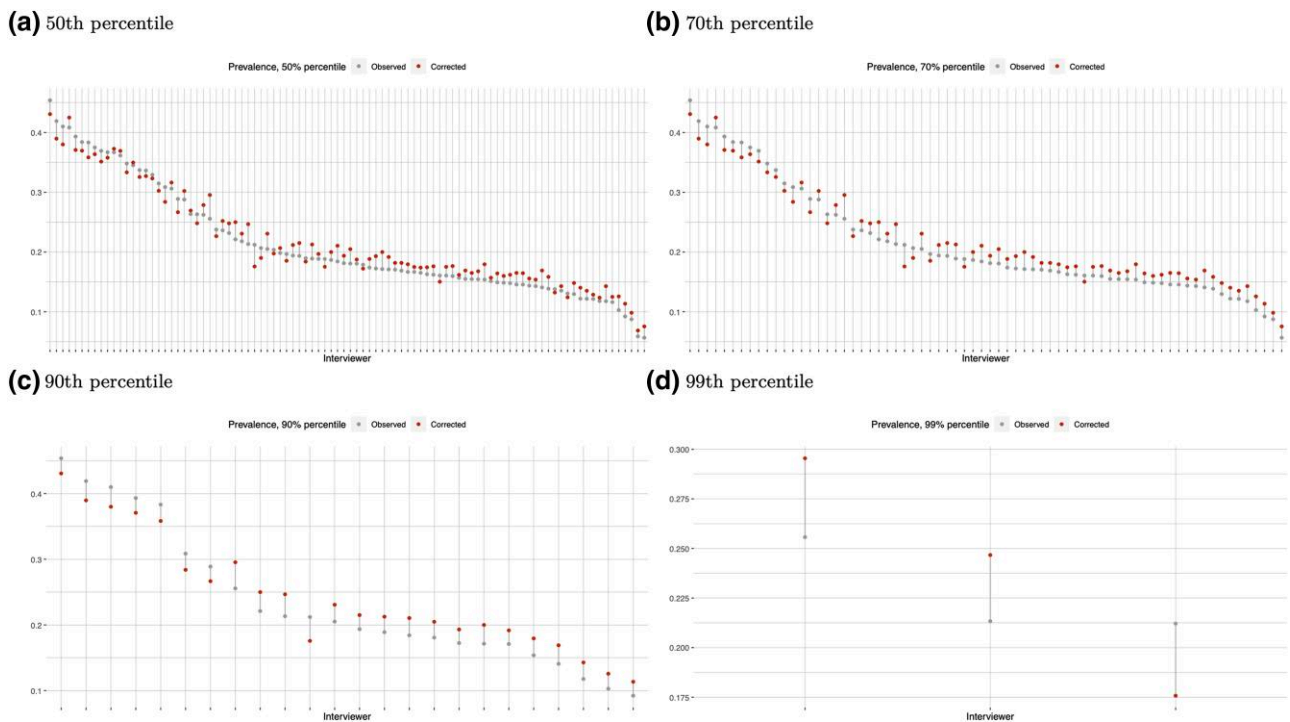 (a) 50th percentile
Prevalence, 50% percentile Observed Corrected
0.4
0.3
0.2
0.1
Interviewer
(b) 70th percentile
Prevalence, 70% percentile Observed Corrected
0.4
0.3
0.2
0.1
Interviewer
(c) 90th percentile
Prevalence, 90% percentile Observed Corrected
0.4
0.3
0.2
0.1
Interviewer
(d) 99th percentile
Prevalence, 99% percentile Observed Corrected
0.300
0.275
0.250
0.225
0.200
0.175
Interviewer